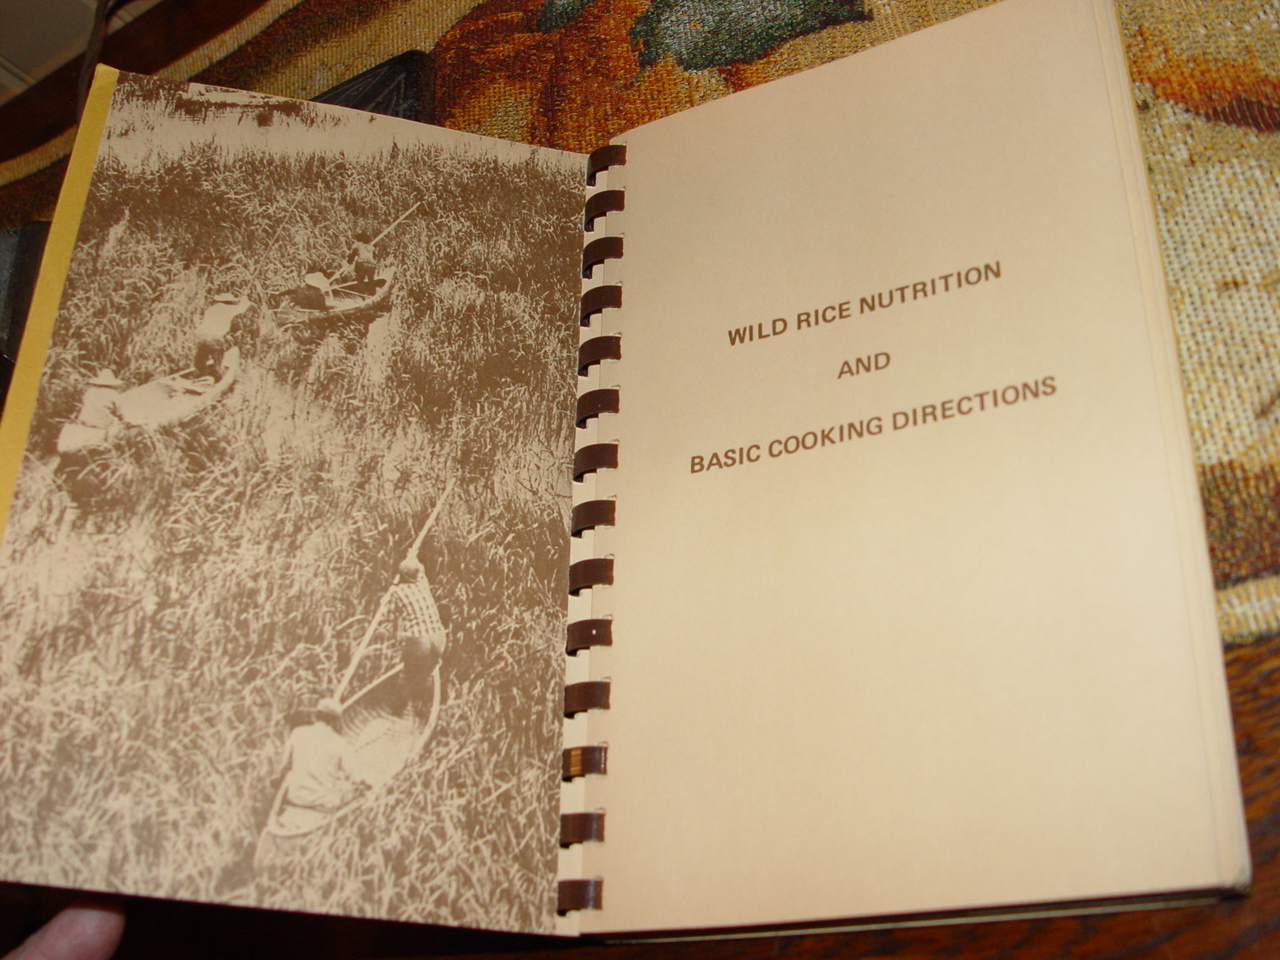 WILD RICE NUTRITION
AND
BASIC COOKING DIRECTIONS